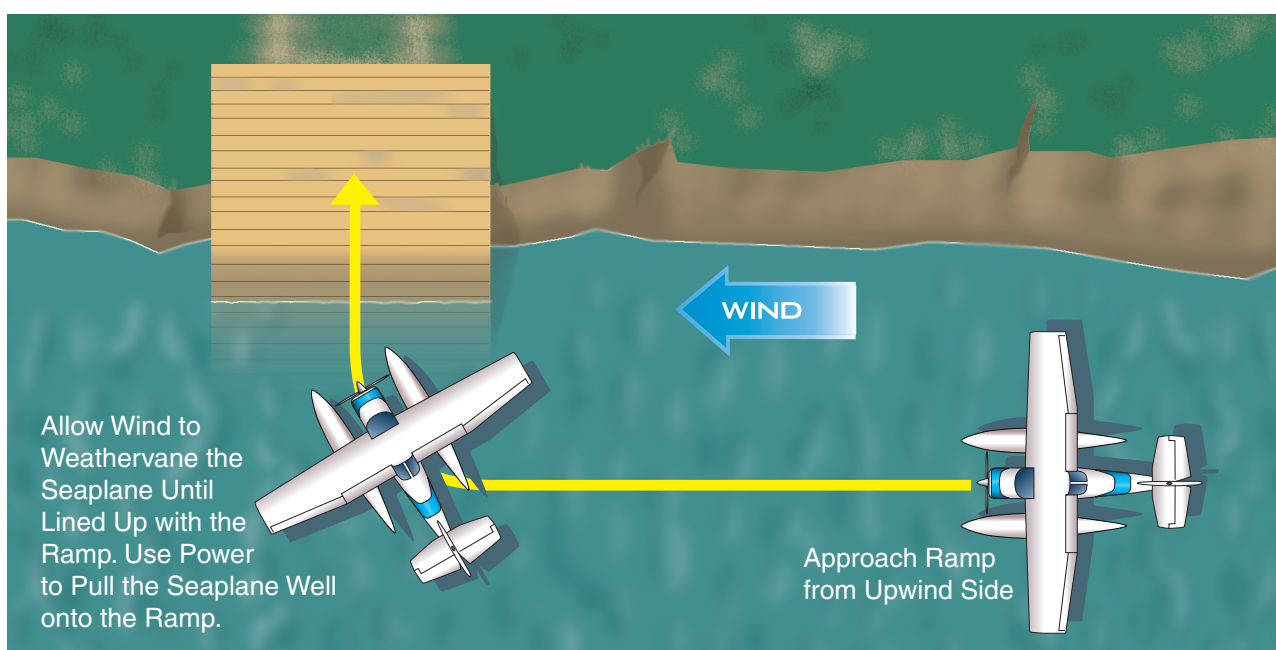 WIND
Allow Wind to
Weathervane the
Seaplane Until
Lined Up with the
Ramp. Use Power
to Pull the Seaplane Well
onto the Ramp.
Approach Ramp
from Upwind Side